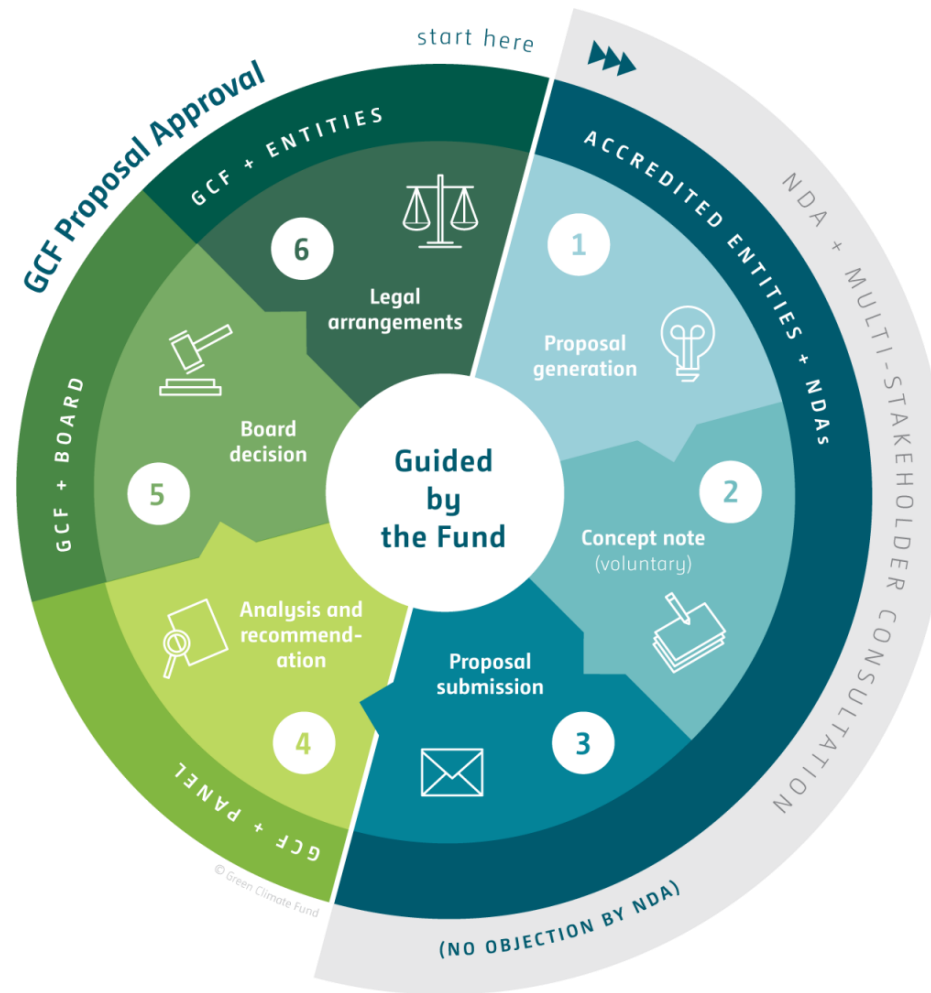 start here
GCF Proposal Approval
NDA + MULTI-STAKEHOLDER CONSULTATION
ACCREDITED ENTITIES + NDAs
1
Proposal
generation
2
Concept note
(voluntary)
3
Proposal
submission
(NO OBJECTION BY NDA)
GCF + PANEL
4
Analysis and
recommend-
ation
GCF + BOARD
5
Board
decision
GCF + ENTITIES
6
Legal
arrangements
Guided
by
the Fund
© Green Climate Fund